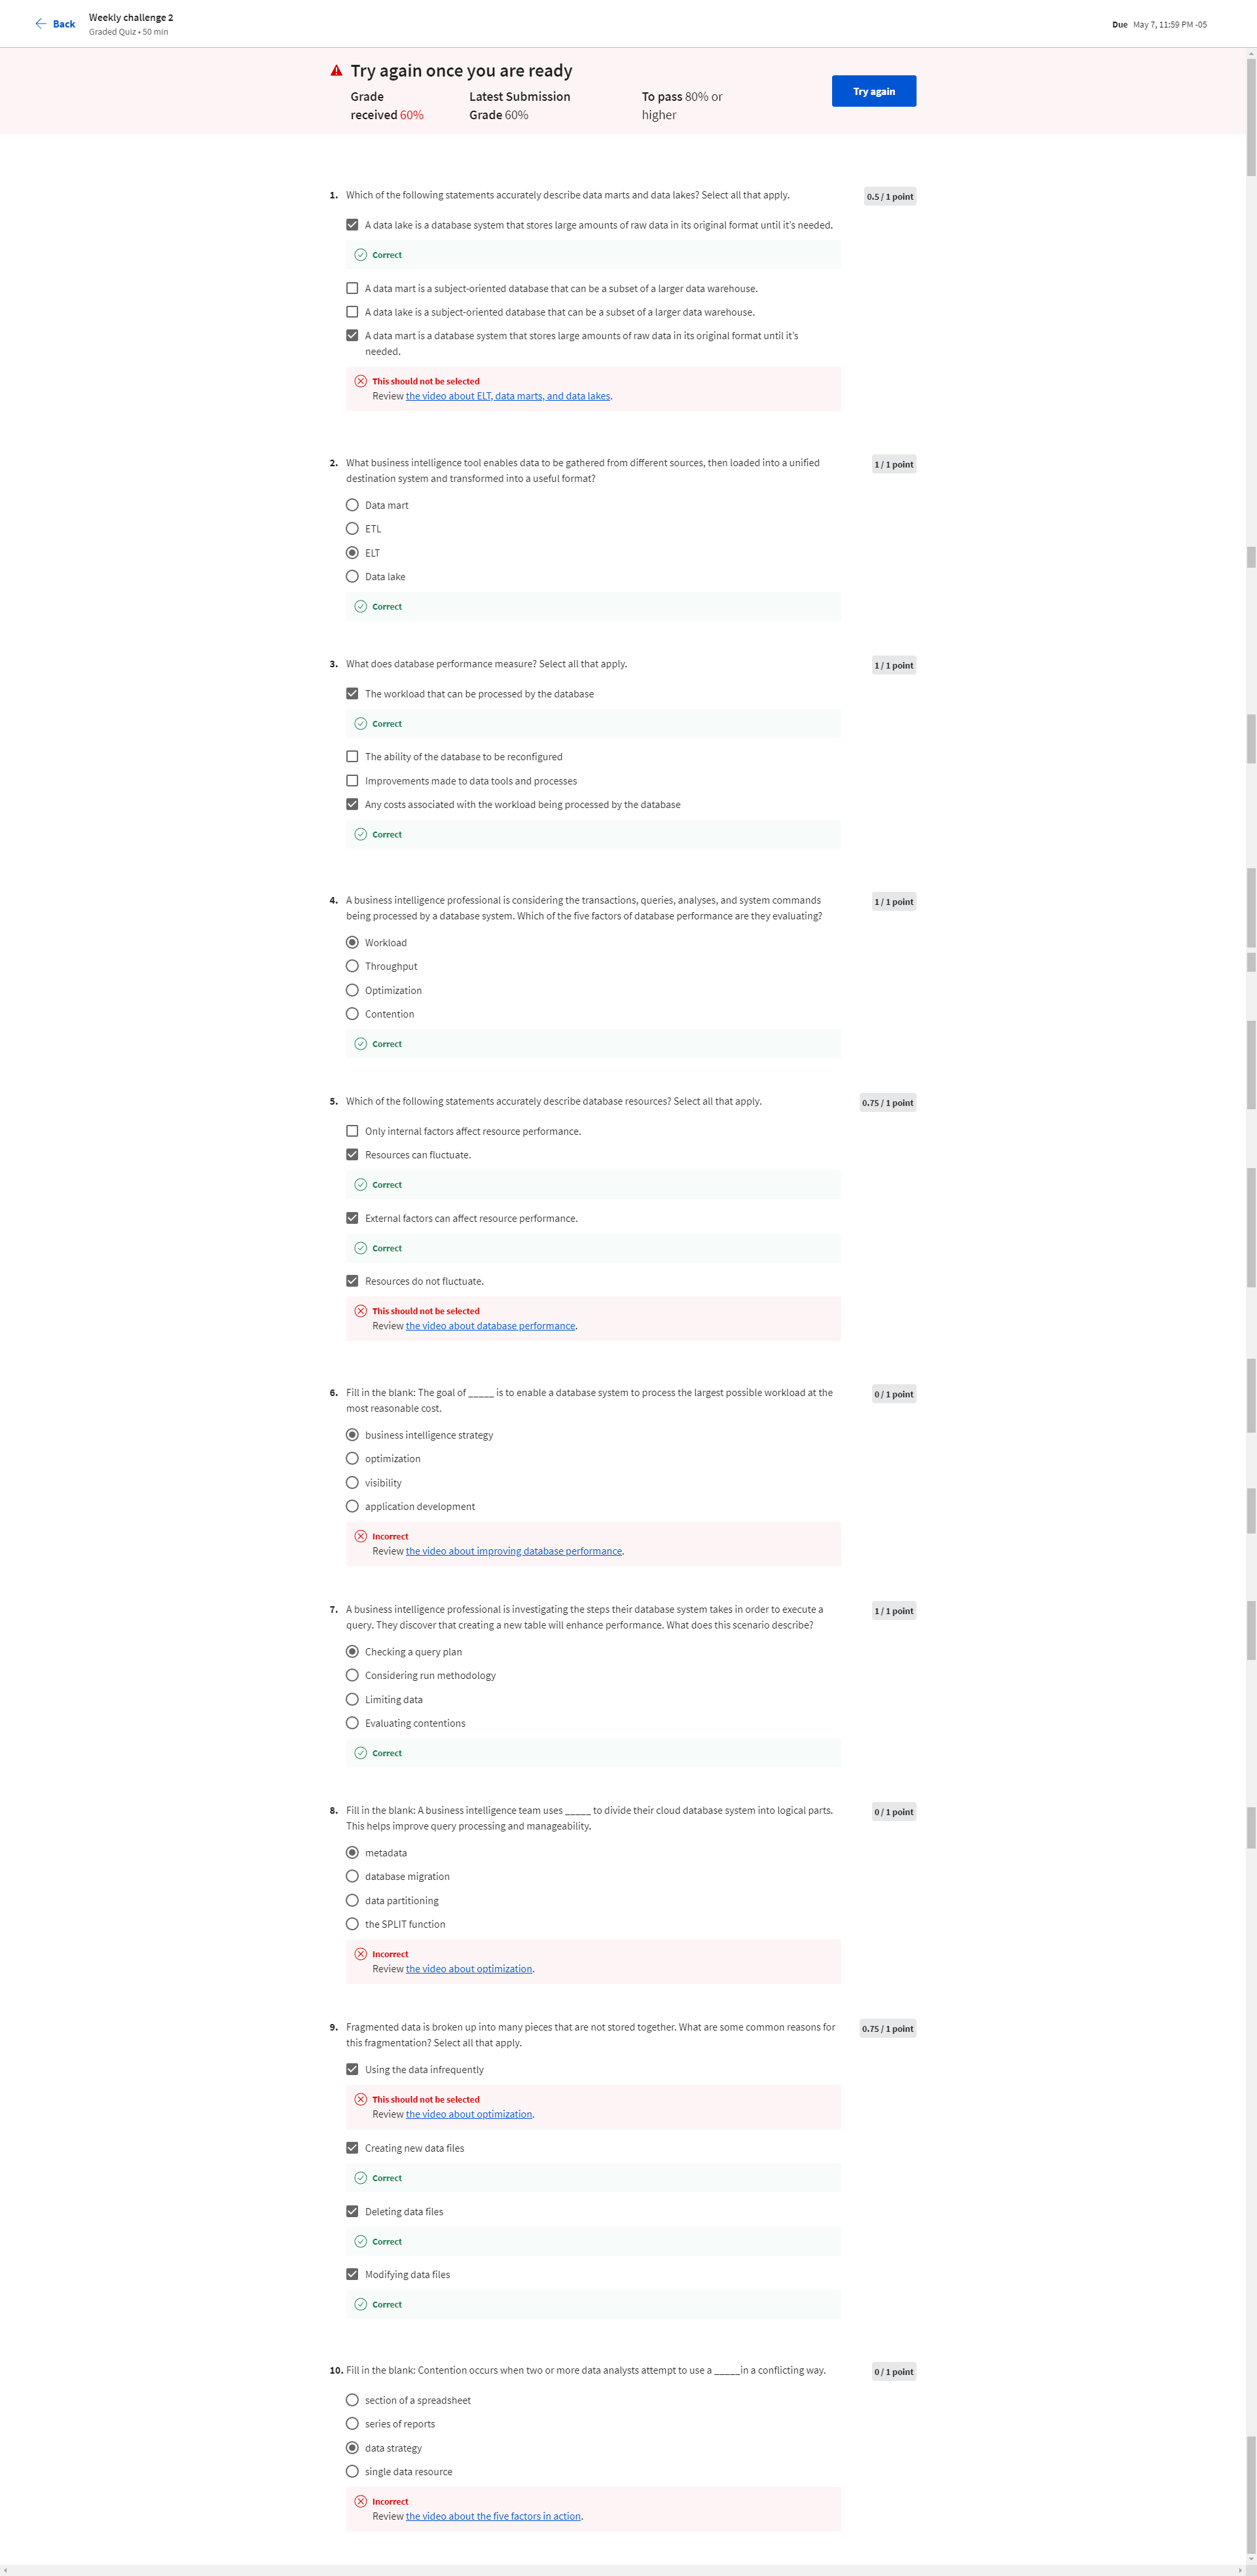 Back
Weekly challenge 2
Graded Quiz • 50 min
Due May 7, 11:59 PM -05
Try again once you are ready
Grade
received 60%
Latest Submission
Grade 60%
To pass 80% or
higher
Try again
1. Which of the following statements accurately describe data marts and data lakes? Select all that apply.
0.5 / 1 point
A data lake is a database system that stores large amounts of raw data in its original format until it’s needed.
Correct
A data mart is a subject-oriented database that can be a subset of a larger data warehouse.
A data lake is a subject-oriented database that can be a subset of a larger data warehouse.
A data mart is a database system that stores large amounts of raw data in its original format until it’s
needed.
This should not be selected
Review the video about ELT, data marts, and data lakes.
2. What business intelligence tool enables data to be gathered from different sources, then loaded into a unified
destination system and transformed into a useful format?
1 / 1 point
Data mart
ETL
ELT
Data lake
Correct
3. What does database performance measure? Select all that apply.
1 / 1 point
The workload that can be processed by the database
Correct
The ability of the database to be reconfigured
Improvements made to data tools and processes
Any costs associated with the workload being processed by the database
Correct
4. A business intelligence professional is considering the transactions, queries, analyses, and system commands
being processed by a database system. Which of the five factors of database performance are they evaluating?
1 / 1 point
Workload
Throughput
Optimization
Contention
Correct
5. Which of the following statements accurately describe database resources? Select all that apply.
0.75 / 1 point
Only internal factors affect resource performance.
Resources can fluctuate.
Correct
External factors can affect resource performance.
Correct
Resources do not fluctuate.
This should not be selected
Review the video about database performance.
6. Fill in the blank: The goal of _____ is to enable a database system to process the largest possible workload at the
most reasonable cost.
0 / 1 point
business intelligence strategy
optimization
visibility
application development
Incorrect
Review the video about improving database performance.
7. A business intelligence professional is investigating the steps their database system takes in order to execute a
query. They discover that creating a new table will enhance performance. What does this scenario describe?
1 / 1 point
Checking a query plan
Considering run methodology
Limiting data
Evaluating contentions
Correct
8. Fill in the blank: A business intelligence team uses _____ to divide their cloud database system into logical parts.
This helps improve query processing and manageability.
0 / 1 point
metadata
database migration
data partitioning
the SPLIT function
Incorrect
Review the video about optimization.
9. Fragmented data is broken up into many pieces that are not stored together. What are some common reasons for
this fragmentation? Select all that apply.
0.75 / 1 point
Using the data infrequently
This should not be selected
Review the video about optimization.
Creating new data files
Correct
Deleting data files
Correct
Modifying data files
Correct
10. Fill in the blank: Contention occurs when two or more data analysts attempt to use a _____in a conflicting way.
0 / 1 point
section of a spreadsheet
series of reports
data strategy
single data resource
Incorrect
Review the video about the five factors in action.